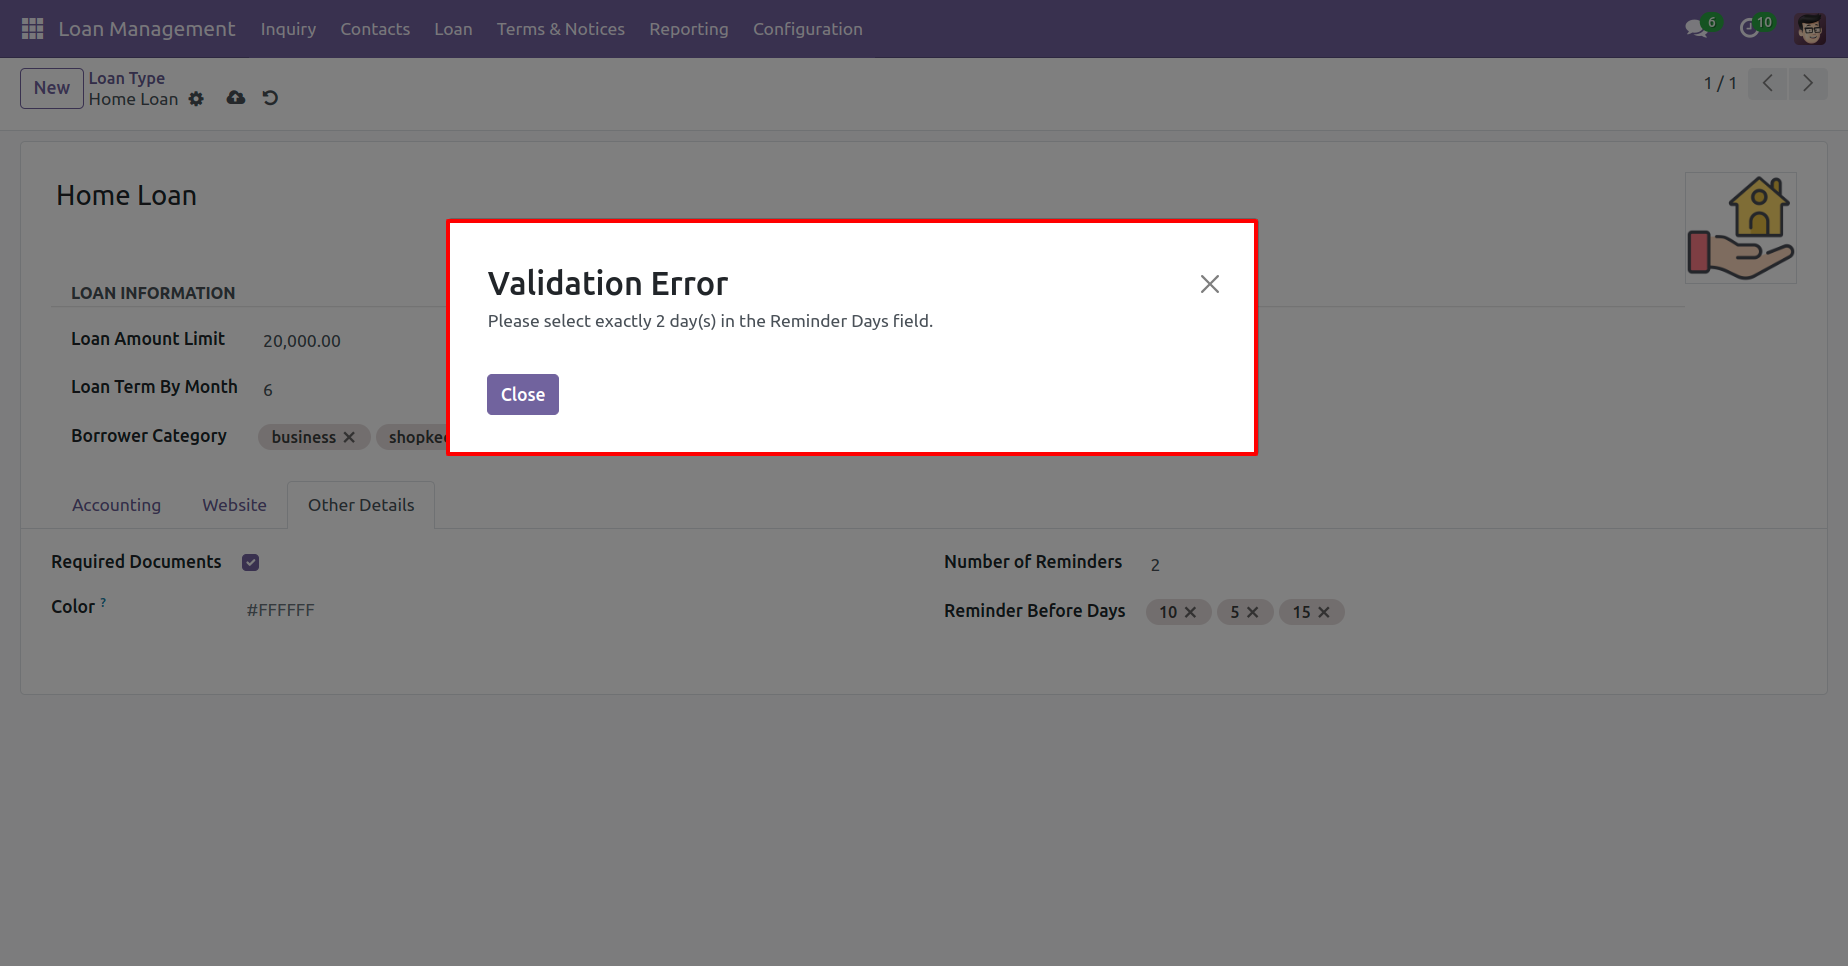 Loan Management Inquiry Contacts Loan Terms & Notices Reporting Configuration 6 10
New Loan Type 1 / 1
Home Loan
Home Loan
Validation Error
Please select exactly 2 day(s) in the Reminder Days field.
Close
LOAN INFORMATION
Loan Amount Limit 20,000.00
Loan Term By Month 6
Borrower Category business
Accounting Website Other Details
Required Documents Number of Reminders 2
Color ? #FFFFFF Reminder Before Days 10 5 15